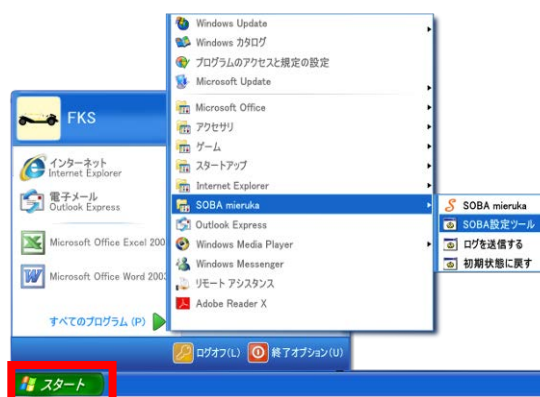 Windows Update
Windows カタログ
プログラムのアクセスと規定の設定
Microsoft Update
Microsoft Office
アクセサリ
ゲーム
スタートアップ
Internet Explorer
SOBA mieruka
Outlook Express
Windows Media Player
Windows Messenger
リモート アシスタンス
Adobe Reader X
SOBA mieruka
SOBA設定ツール
ログを送信する
初期状態に戻す
FKS
インターネット
Internet Explorer
電子メール
Outlook Express
Microsoft Office Excel 200
Microsoft Office Word 2003
すべてのプログラム (P)
ログオフ(L)
終了オプション(U)
スタート